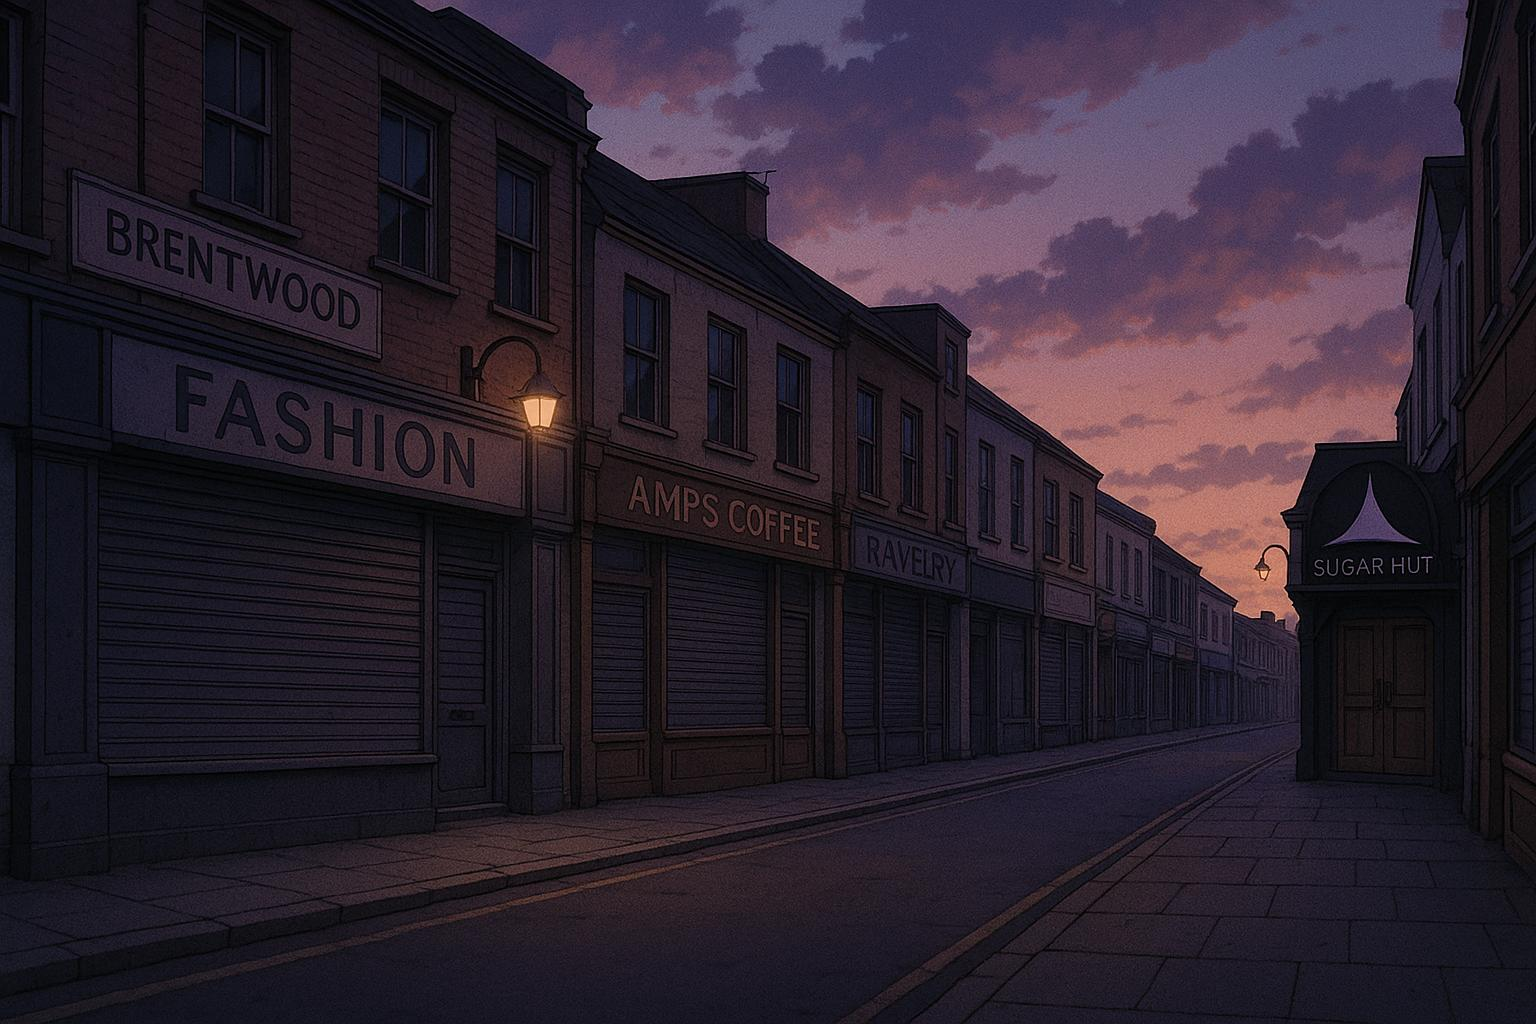 BRENTWOOD
FASHION
AMPS COFFEE
RAVELRY
SUGAR HUT